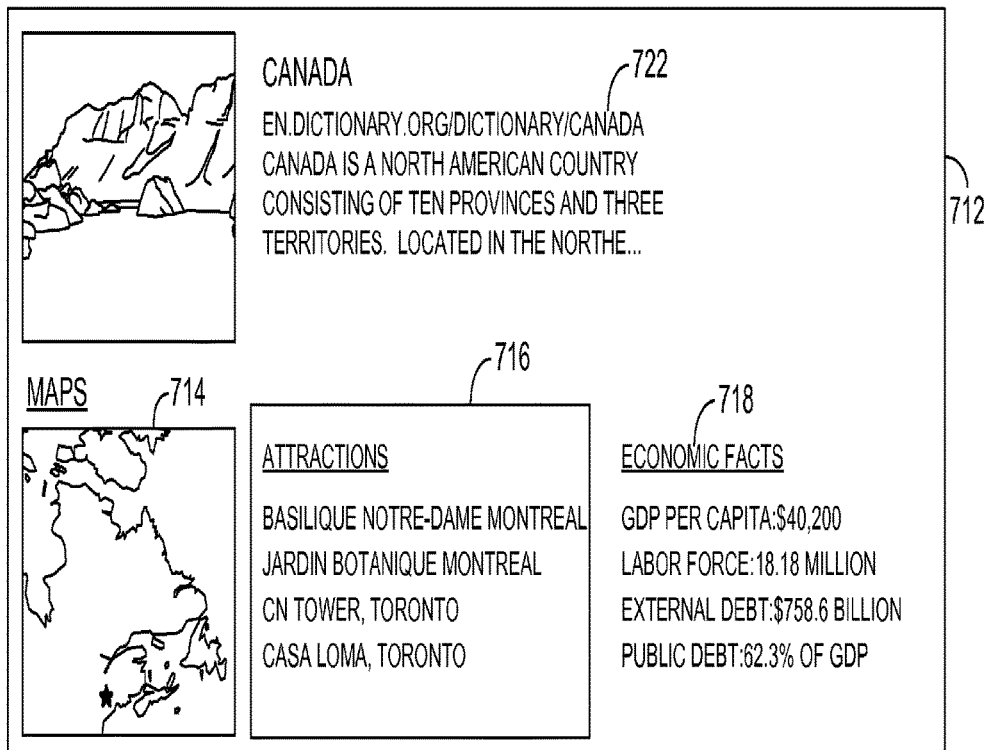 CANADA
722
EN.DICTIONARY.ORG/DICTIONARY/CANADA
CANADA IS A NORTH AMERICAN COUNTRY
CONSISTING OF TEN PROVINCES AND THREE
TERRITORIES. LOCATED IN THE NORTHE...
712
MAPS
714
716
ATTRACTIONS
BASILIQUE NOTRE-DAME MONTREAL
JARDIN BOTANIQUE MONTREAL
CN TOWER, TORONTO
CASA LOMA, TORONTO
718
ECONOMIC FACTS
GDP PER CAPITA:$40,200
LABOR FORCE:18.18 MILLION
EXTERNAL DEBT:$758.6 BILLION
PUBLIC DEBT:62.3% OF GDP